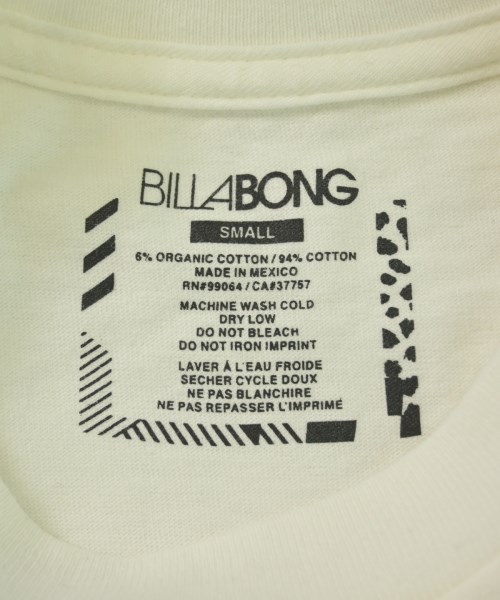 BILLABONG
SMALL
6% ORGANIC COTTON / 94% COTTON
MADE IN MEXICO
RN#99064 / CA#37757
MACHINE WASH COLD
DRY LOW
DO NOT BLEACH
DO NOT IRON IMPRINT
LAVER À L'EAU FROIDE
SECHER CYCLE DOUX
NE PAS BLANCHIRE
NE PAS REPASSER L'IMPRIMÉ